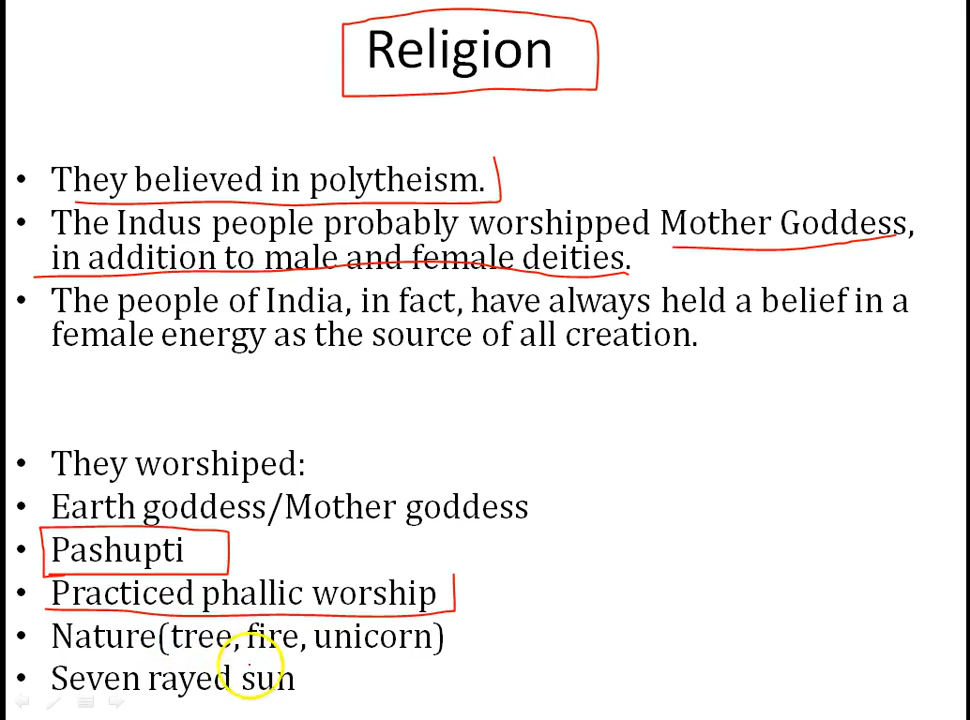 Religion
• They believed in polytheism.
• The Indus people probably worshipped Mother Goddess,
in addition to male and female deities.
• The people of India, in fact, have always held a belief in a
female energy as the source of all creation.
• They worshiped:
• Earth goddess/Mother goddess
• Pashupti
• Practiced phallic worship
• Nature(tree, fire, unicorn)
• Seven rayed sun